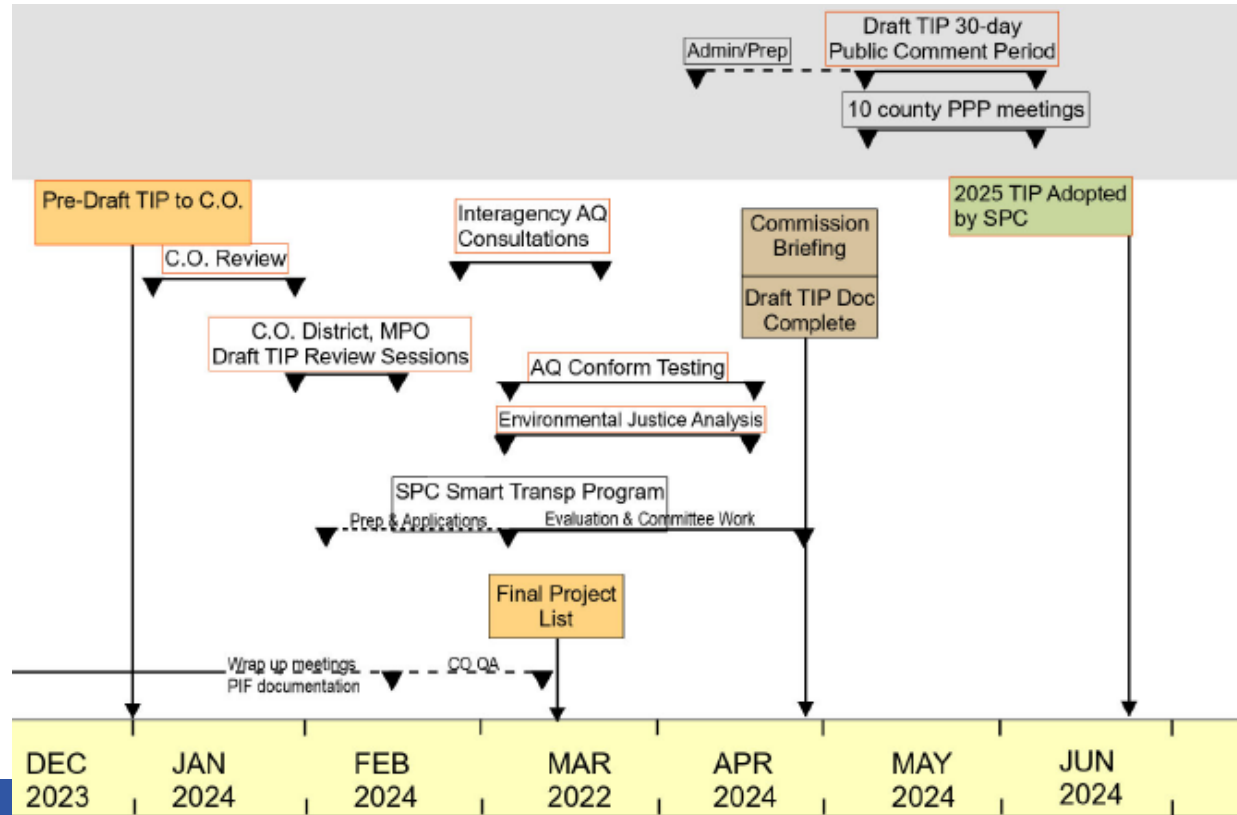 Admin/Prep
Draft TIP 30-day
Public Comment Period
10 county PPP meetings
Pre-Draft TIP to C.O.
C.O. Review
Interagency AQ
Consultations
Commission
Briefing
Draft TIP Doc
Complete
2025 TIP Adopted
by SPC
C.O. District, MPO
Draft TIP Review Sessions
AQ Conform Testing
Environmental Justice Analysis
SPC Smart Transp Program
Prep & Applications
Evaluation & Committee Work
Final Project
List
Wrap up meetings
PIF documentation
CO QA
DEC
2023
JAN
2024
FEB
2024
MAR
2022
APR
2024
MAY
2024
JUN
2024